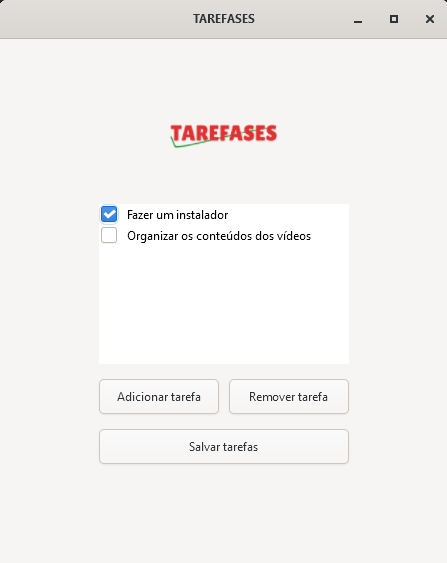 TAREFASES
TAREFASES
Fazer um instalador
Organizar os conteúdos dos vídeos
Adicionar tarefa
Remover tarefa
Salvar tarefas